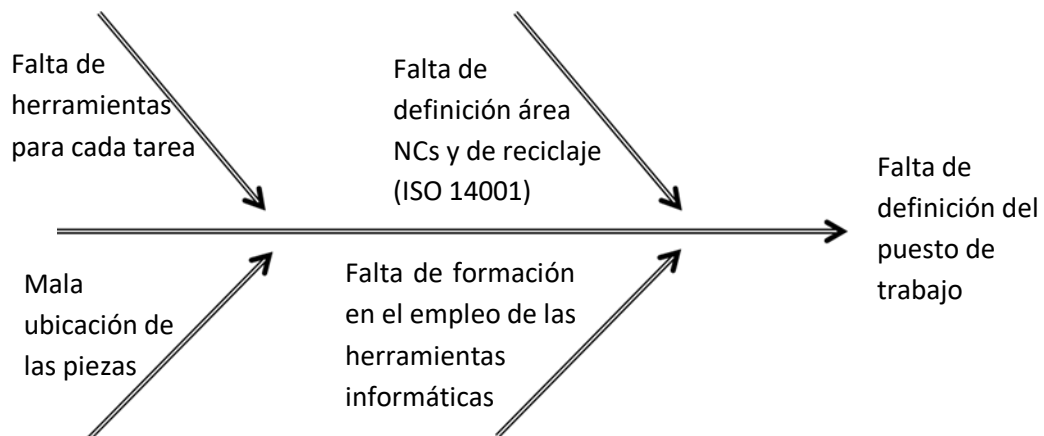 Falta de
herramientas
para cada tarea
Falta de
definición área
NCs y de reciclaje
(ISO 14001)
Falta de
definición del
puesto de
trabajo
Mala
ubicación de
las piezas
Falta de formación
en el empleo de las
herramientas
informáticas